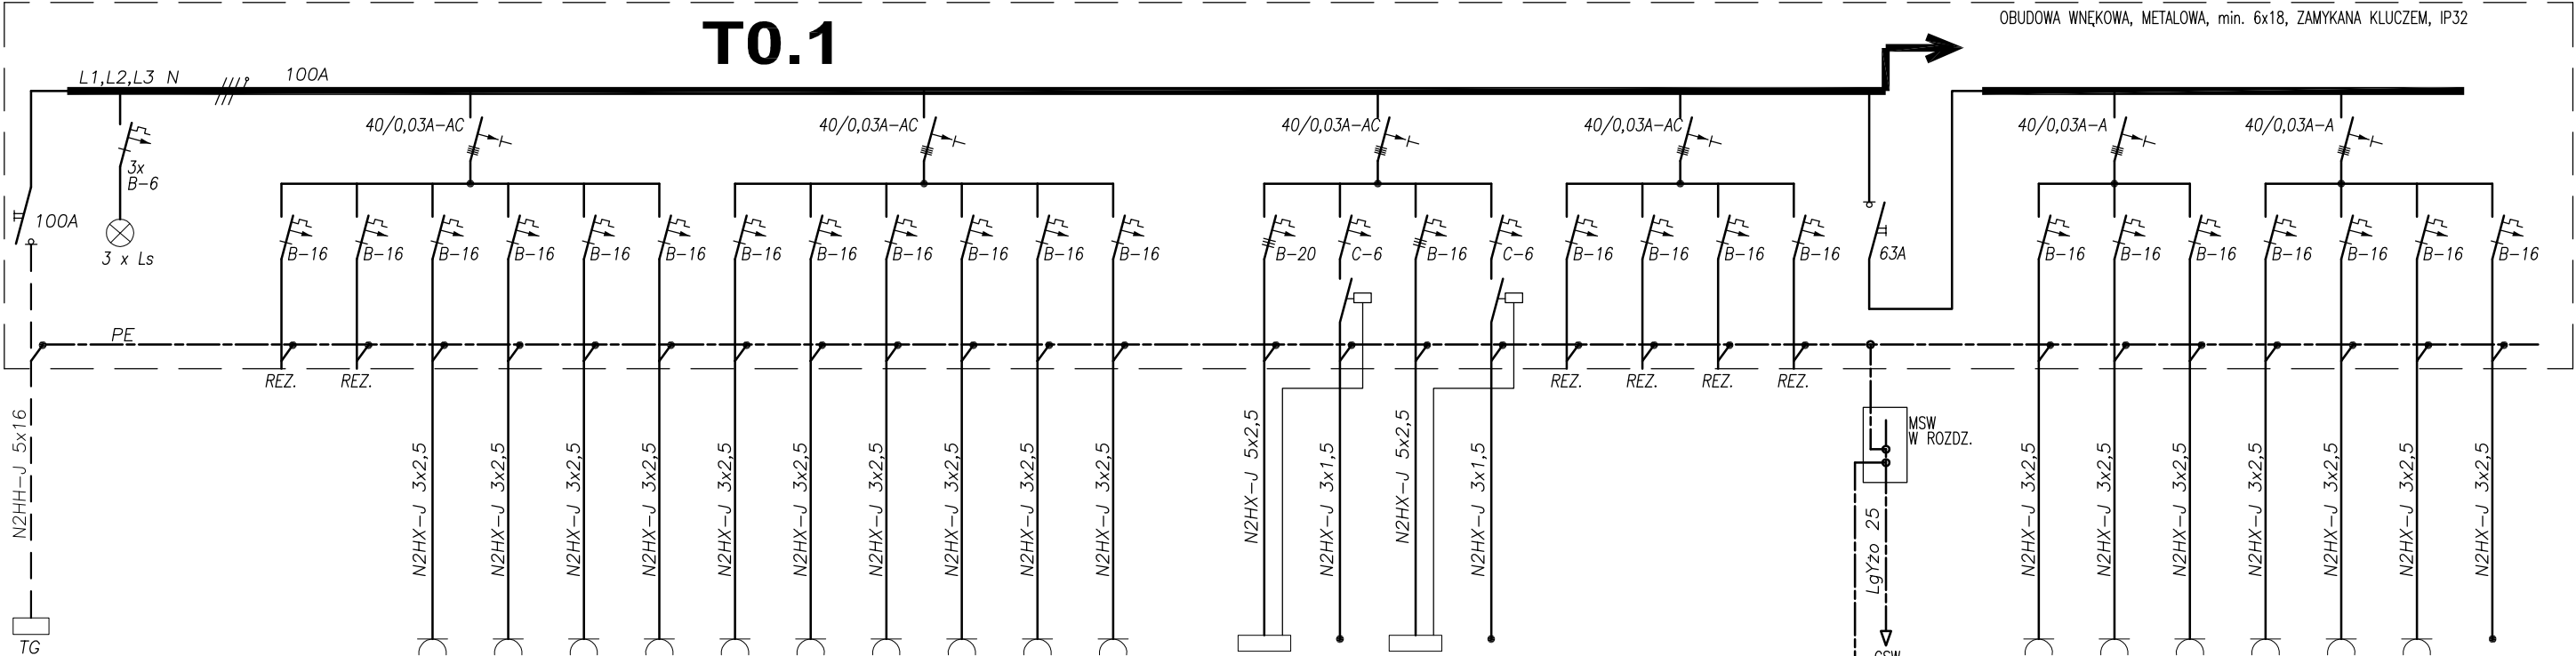 OBUDOWA WNĘKOWA, METALOWA, min. 6x18, ZAMYKANA KLUCZEM, IP32
T0.1
L1,L2,L3 N
100A
40/0,03A-AC
40/0,03A-AC
40/0,03A-AC
40/0,03A-AC
40/0,03A-A
40/0,03A-A
3x
B-6
100A
3 x Ls
B-16
B-16
B-16
B-16
B-16
B-16
B-16
B-16
B-16
B-16
B-16
B-16
B-20
C-6
B-16
C-6
B-16
B-16
B-16
B-16
63A
B-16
B-16
B-16
B-16
B-16
B-16
B-16
PE
REZ.
REZ.
REZ.
REZ.
REZ.
REZ.
N2HH-J 5x16
N2HX-J 3x2,5
N2HX-J 3x2,5
N2HX-J 3x2,5
N2HX-J 3x2,5
N2HX-J 3x2,5
N2HX-J 3x2,5
N2HX-J 3x2,5
N2HX-J 3x2,5
N2HX-J 3x2,5
N2HX-J 3x2,5
N2HX-J 5x2,5
N2HX-J 3x1,5
N2HX-J 5x2,5
N2HX-J 3x1,5
MSW
W ROZDZ.
LgYżo 25
N2HX-J 3x2,5
N2HX-J 3x2,5
N2HX-J 3x2,5
N2HX-J 3x2,5
N2HX-J 3x2,5
N2HX-J 3x2,5
N2HX-J 3x2,5
TG